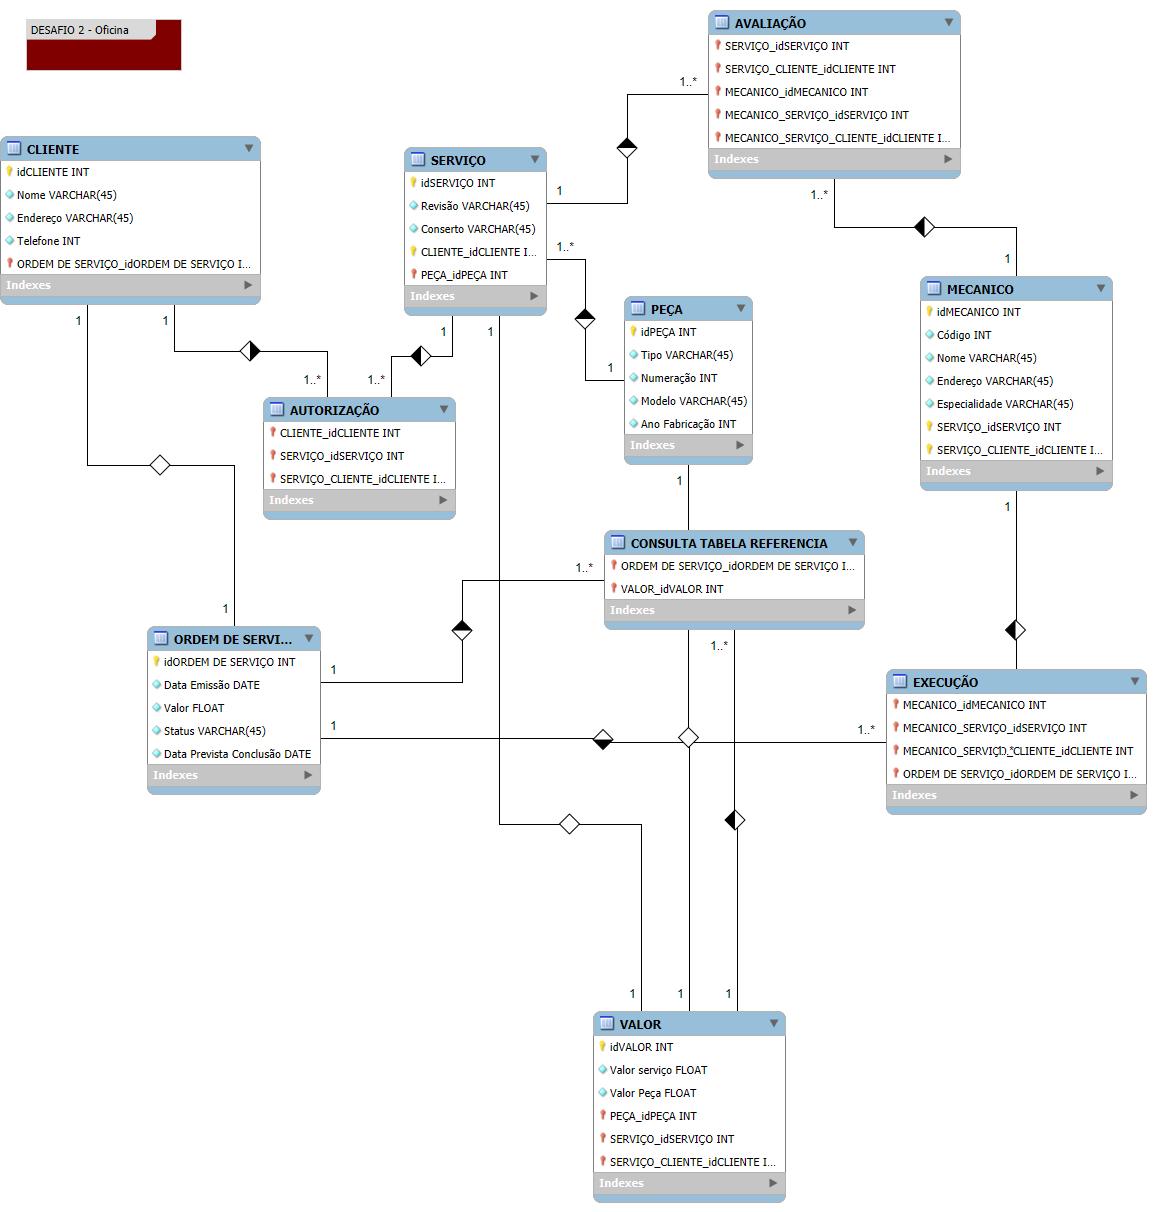 DESAFIO 2 - Oficina
AVALIAÇÃO
SERVIÇO_idSERVIÇO INT
SERVIÇO_CLIENTE_idCLIENTE INT
MECANICO_idMECANICO INT
MECANICO_SERVIÇO_idSERVIÇO INT
MECANICO_SERVIÇO_CLIENTE_idCLIENTE I...
Indexes
1..*
1..*
CLIENTE
idCLIENTE INT
Nome VARCHAR(45)
Endereço VARCHAR(45)
Telefone INT
ORDEM DE SERVIÇO_idORDEM DE SERVIÇO I...
Indexes
1
1
SERVIÇO
idSERVIÇO INT
Revisão VARCHAR(45)
Conserto VARCHAR(45)
CLIENTE_idCLIENTE I...
PEÇA_idPEÇA INT
Indexes
1
1..*
1
1
PEÇA
idPEÇA INT
Tipo VARCHAR(45)
Numeração INT
Modelo VARCHAR(45)
Ano Fabricação INT
Indexes
1
1
MECANICO
idMECANICO INT
Código INT
Nome VARCHAR(45)
Endereço VARCHAR(45)
Especialidade VARCHAR(45)
SERVIÇO_idSERVIÇO INT
SERVIÇO_CLIENTE_idCLIENTE I...
Indexes
1
1
1..*
1..*
AUTORIZAÇÃO
CLIENTE_idCLIENTE INT
SERVIÇO_idSERVIÇO INT
SERVIÇO_CLIENTE_idCLIENTE I...
Indexes
CONSULTA TABELA REFERENCIA
ORDEM DE SERVIÇO_idORDEM DE SERVIÇO I...
VALOR_idVALOR INT
Indexes
1..*
1..*
1
ORDEM DE SERVI...
idORDEM DE SERVIÇO INT
Data Emissão DATE
Valor FLOAT
Status VARCHAR(45)
Data Prevista Conclusão DATE
Indexes
1
1
EXECUÇÃO
MECANICO_idMECANICO INT
MECANICO_SERVIÇO_idSERVIÇO INT
MECANICO_SERVIÇO_CLIENTE_idCLIENTE INT
ORDEM DE SERVIÇO_idORDEM DE SERVIÇO I...
Indexes
1..*
1
1
1
VALOR
idVALOR INT
Valor serviço FLOAT
Valor Peça FLOAT
PEÇA_idPEÇA INT
SERVIÇO_idSERVIÇO INT
SERVIÇO_CLIENTE_idCLIENTE I...
Indexes